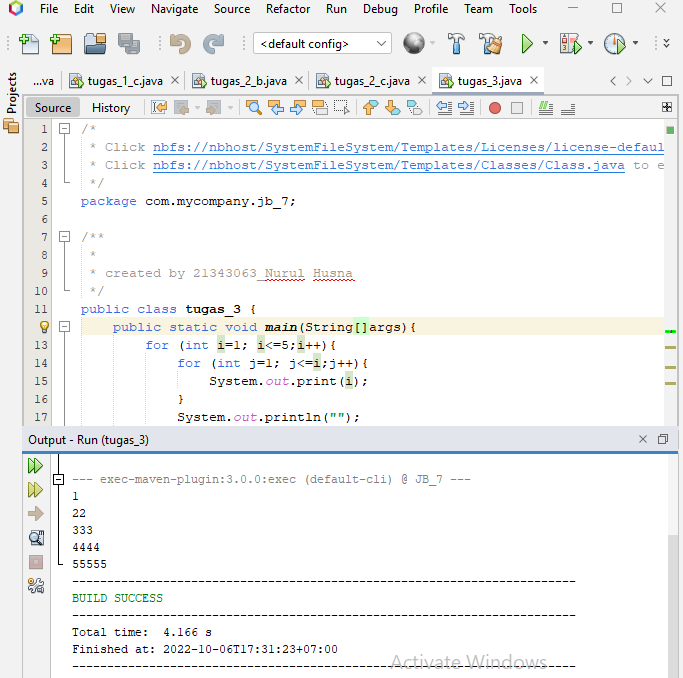 File Edit View Navigate Source Refactor Run Debug Profile Team Tools
<default config>
Projects
...va tugas_1_c.java tugas_2_b.java tugas_2_c.java tugas_3.java
Source History
1 /*
2 * Click nbfs://nbhost/SystemFileSystem/Templates/Licenses/license-defaul
3 * Click nbfs://nbhost/SystemFileSystem/Templates/Classes/Class.java to e
4 */
5 package com.mycompany.jb_7;
6
7 /**
8 *
9 * created by 21343063_Nurul Husna
10 */
11 public class tugas_3 {
public static void main(String[]args){
13 for (int i=1; i<=5;i++){
14 for (int j=1; j<=i;j++){
15 System.out.print(i);
16 }
17 System.out.println("");
Output - Run (tugas_3)
--- exec-maven-plugin:3.0.0:exec (default-cli) @ JB_7 ---
1
22
333
4444
55555
------------------------------------------------------------------------
BUILD SUCCESS
------------------------------------------------------------------------
Total time:  4.166 s
Finished at: 2022-10-06T17:31:23+07:00
------------------------------------------------------------------------
Activate Windows